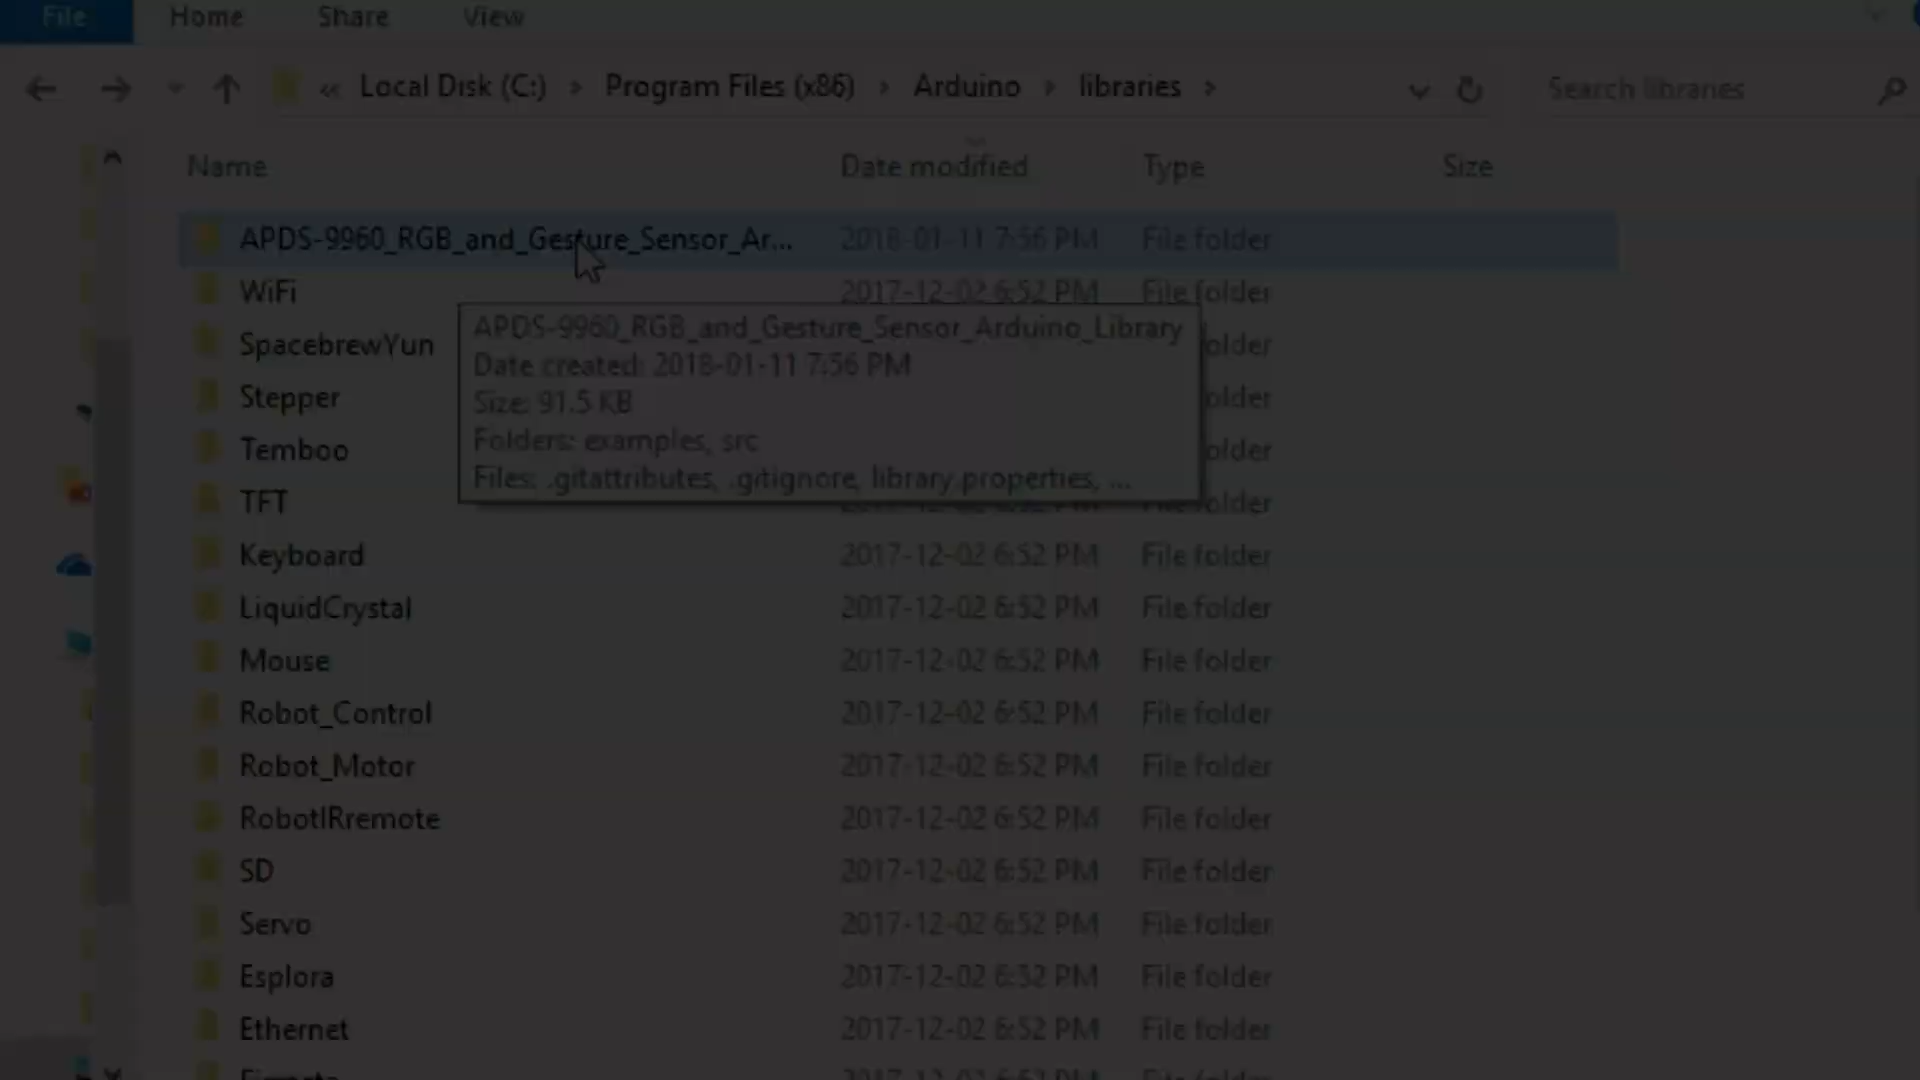 File Home Share View
« Local Disk (C:) > Program Files (x86) > Arduino > libraries > Search libraries
Name Date modified Type Size
APDS-9960_RGB_and_Gesture_Sensor_Ar... 2018-01-11 7:56 PM File folder
WiFi 2017-12-02 6:52 PM File folder
APDS-9960_RGB_and_Gesture_Sensor_Arduino_Library
SpacebrewYun older
Date created: 2018-01-11 7:56 PM
Stepper older
Size: 91.5 KB
Temboo older
Folders: examples, src
Files: .gitattributes, .gitignore, library.properties, ...
TFT older
Keyboard 2017-12-02 6:52 PM File folder
LiquidCrystal 2017-12-02 6:52 PM File folder
Mouse 2017-12-02 6:52 PM File folder
Robot_Control 2017-12-02 6:52 PM File folder
Robot_Motor 2017-12-02 6:52 PM File folder
RobotIRremote 2017-12-02 6:52 PM File folder
SD 2017-12-02 6:52 PM File folder
Servo 2017-12-02 6:52 PM File folder
Esplora 2017-12-02 6:52 PM File folder
Ethernet 2017-12-02 6:52 PM File folder